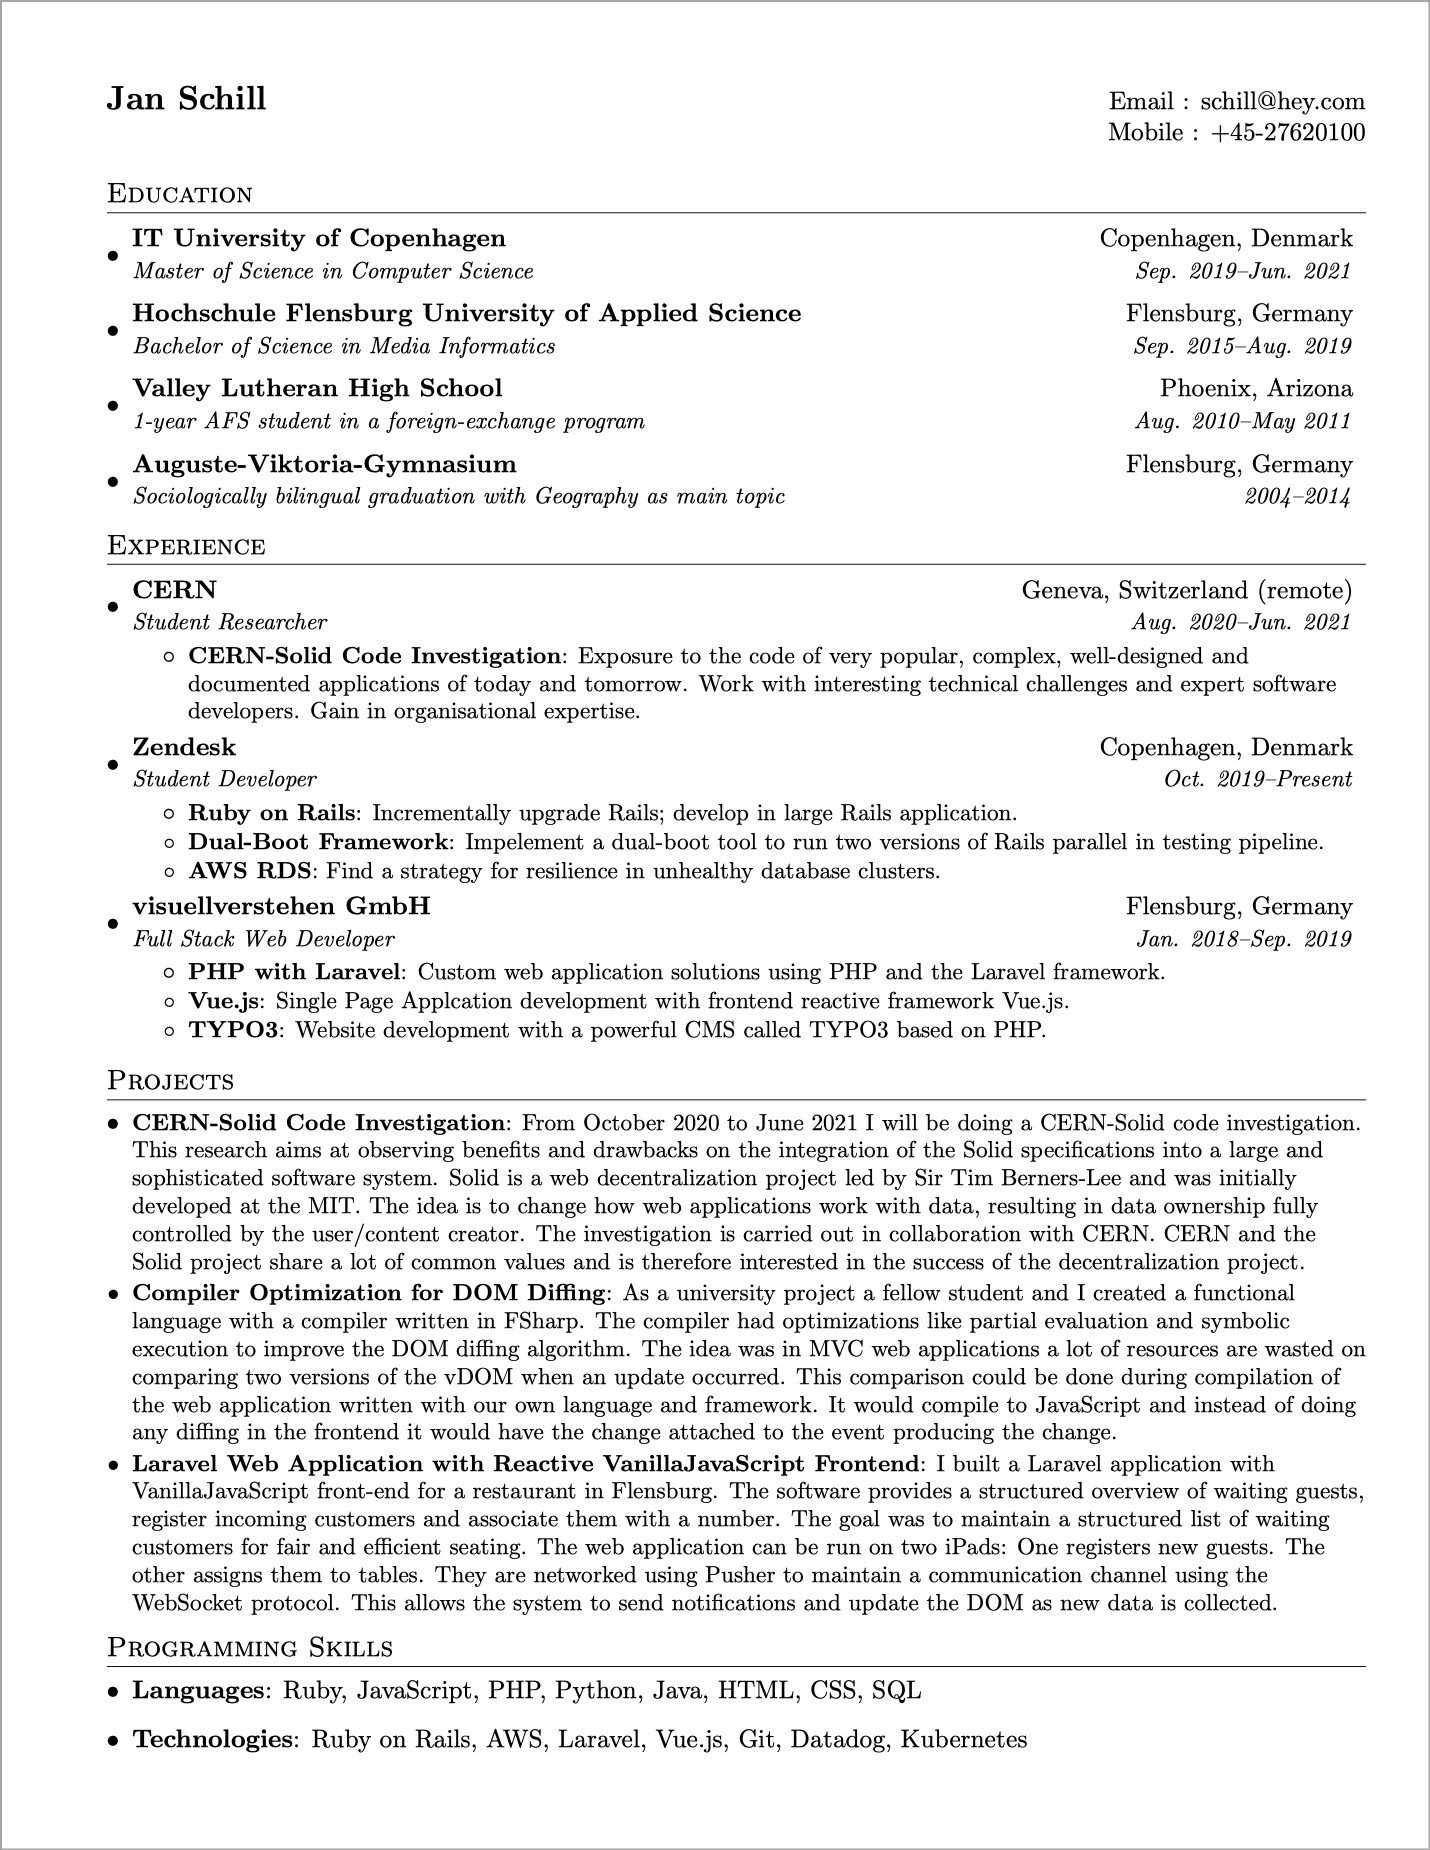 Jan Schill
Email : schill@hey.com
Mobile : +45-27620100
Education
IT University of Copenhagen
Copenhagen, Denmark
Master of Science in Computer Science
Sep. 2019–Jun. 2021
Hochschule Flensburg University of Applied Science
Flensburg, Germany
Bachelor of Science in Media Informatics
Sep. 2015–Aug. 2019
Valley Lutheran High School
Phoenix, Arizona
1-year AFS student in a foreign-exchange program
Aug. 2010–May 2011
Auguste-Viktoria-Gymnasium
Flensburg, Germany
Sociologically bilingual graduation with Geography as main topic
2004–2014
Experience
CERN
Geneva, Switzerland (remote)
Student Researcher
Aug. 2020–Jun. 2021
CERN-Solid Code Investigation: Exposure to the code of very popular, complex, well-designed and
documented applications of today and tomorrow. Work with interesting technical challenges and expert software
developers. Gain in organisational expertise.
Zendesk
Copenhagen, Denmark
Student Developer
Oct. 2019–Present
Ruby on Rails: Incrementally upgrade Rails; develop in large Rails application.
Dual-Boot Framework: Impelement a dual-boot tool to run two versions of Rails parallel in testing pipeline.
AWS RDS: Find a strategy for resilience in unhealthy database clusters.
visuellverstehen GmbH
Flensburg, Germany
Full Stack Web Developer
Jan. 2018–Sep. 2019
PHP with Laravel: Custom web application solutions using PHP and the Laravel framework.
Vue.js: Single Page Applcation development with frontend reactive framework Vue.js.
TYPO3: Website development with a powerful CMS called TYPO3 based on PHP.
Projects
CERN-Solid Code Investigation: From October 2020 to June 2021 I will be doing a CERN-Solid code investigation.
This research aims at observing benefits and drawbacks on the integration of the Solid specifications into a large and
sophisticated software system. Solid is a web decentralization project led by Sir Tim Berners-Lee and was initially
developed at the MIT. The idea is to change how web applications work with data, resulting in data ownership fully
controlled by the user/content creator. The investigation is carried out in collaboration with CERN. CERN and the
Solid project share a lot of common values and is therefore interested in the success of the decentralization project.
Compiler Optimization for DOM Diffing: As a university project a fellow student and I created a functional
language with a compiler written in FSharp. The compiler had optimizations like partial evaluation and symbolic
execution to improve the DOM diffing algorithm. The idea was in MVC web applications a lot of resources are wasted on
comparing two versions of the vDOM when an update occurred. This comparison could be done during compilation of
the web application written with our own language and framework. It would compile to JavaScript and instead of doing
any diffing in the frontend it would have the change attached to the event producing the change.
Laravel Web Application with Reactive VanillaJavaScript Frontend: I built a Laravel application with
VanillaJavaScript front-end for a restaurant in Flensburg. The software provides a structured overview of waiting guests,
register incoming customers and associate them with a number. The goal was to maintain a structured list of waiting
customers for fair and efficient seating. The web application can be run on two iPads: One registers new guests. The
other assigns them to tables. They are networked using Pusher to maintain a communication channel using the
WebSocket protocol. This allows the system to send notifications and update the DOM as new data is collected.
Programming Skills
Languages: Ruby, JavaScript, PHP, Python, Java, HTML, CSS, SQL
Technologies: Ruby on Rails, AWS, Laravel, Vue.js, Git, Datadog, Kubernetes